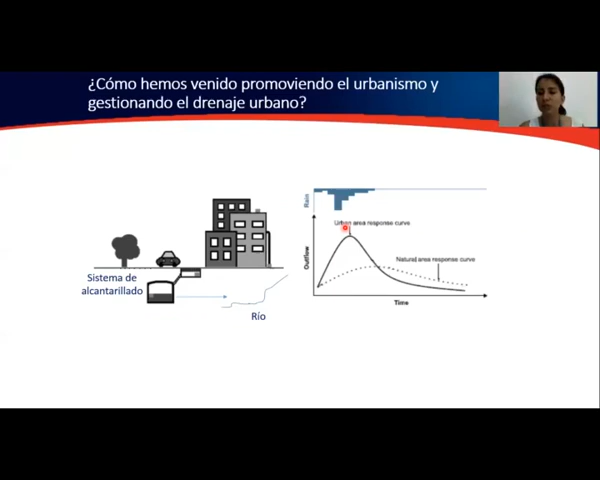 ¿Cómo hemos venido promoviendo el urbanismo y
gestionando el drenaje urbano?
Sistema de
alcantarillado
Río
Rain
Urban area response curve
Natural area response curve
Outflow
Time